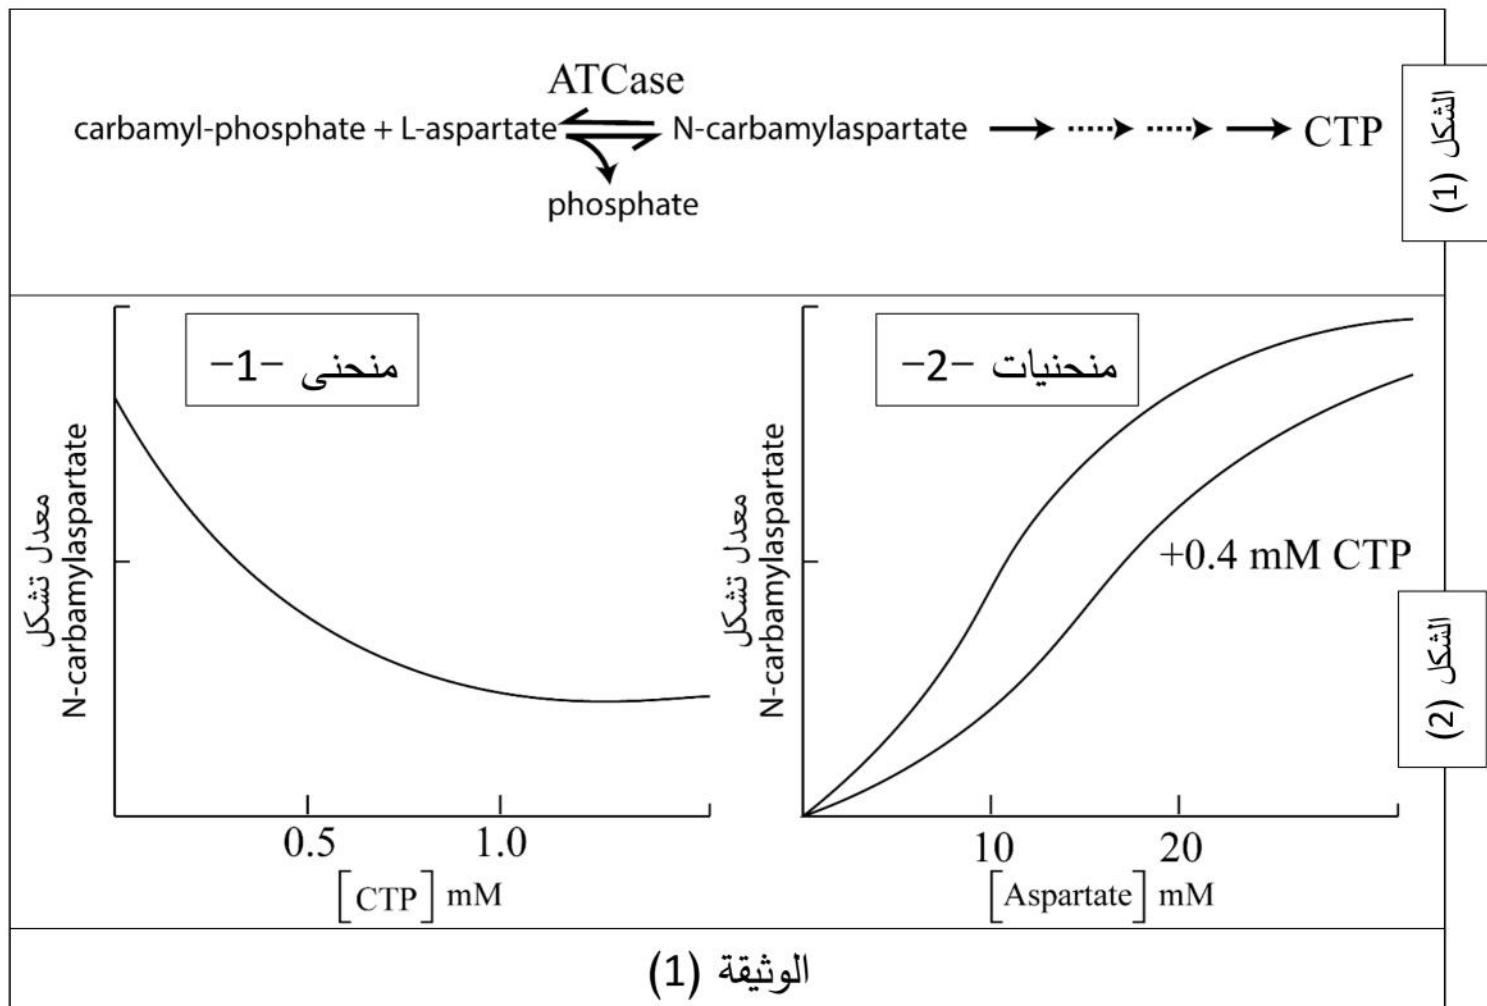 ATCase
carbamyl-phosphate + L-aspartate N-carbamylaspartate CTP
phosphate
الشكل (1)
منحنى -1-
معدل تشكل
N-carbamylaspartate
0.5 1.0
[CTP] mM
منحنيات -2-
معدل تشكل
N-carbamylaspartate
+0.4 mM CTP
10 20
[Aspartate] mM
الشكل (2)
الوثيقة (1)